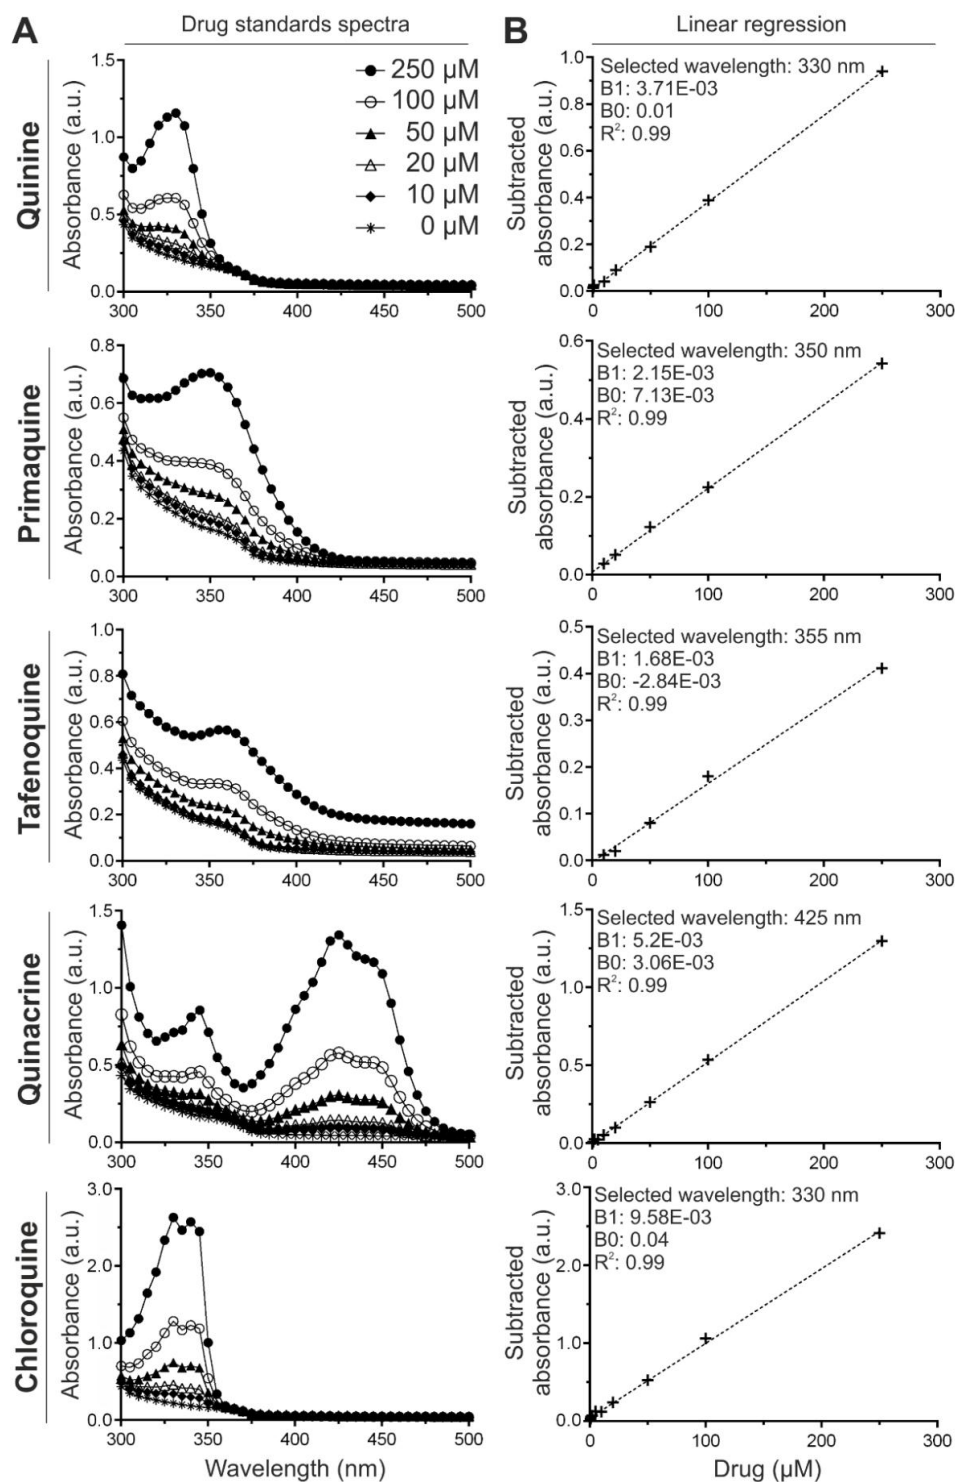 A Drug standards spectra B Linear regression
Quinine
Absorbance (a.u.)
1.5
1.0
0.5
0.0
300 350 400 450 500
250 µM
100 µM
50 µM
20 µM
10 µM
0 µM
Subtracted
absorbance (a.u.)
1.0
0.8
0.6
0.4
0.2
0.0
0 100 200 300
Selected wavelength: 330 nm
B1: 3.71E-03
B0: 0.01
R²: 0.99
Primaquine
Absorbance (a.u.)
0.8
0.6
0.4
0.2
0.0
300 350 400 450 500
Subtracted
absorbance (a.u.)
0.6
0.4
0.2
0.0
0 100 200 300
Selected wavelength: 350 nm
B1: 2.15E-03
B0: 7.13E-03
R²: 0.99
Tafenoquine
Absorbance (a.u.)
1.0
0.8
0.6
0.4
0.2
0.0
300 350 400 450 500
Subtracted
absorbance (a.u.)
0.5
0.4
0.3
0.2
0.1
0.0
0 100 200 300
Selected wavelength: 355 nm
B1: 1.68E-03
B0: -2.84E-03
R²: 0.99
Quinacrine
Absorbance (a.u.)
1.5
1.0
0.5
0.0
300 350 400 450 500
Subtracted
absorbance (a.u.)
1.5
1.0
0.5
0.0
0 100 200 300
Selected wavelength: 425 nm
B1: 5.2E-03
B0: 3.06E-03
R²: 0.99
Chloroquine
Absorbance (a.u.)
3.0
2.0
1.0
0.0
300 350 400 450 500
Wavelength (nm)
Subtracted
absorbance (a.u.)
3.0
2.0
1.0
0.0
0 100 200 300
Selected wavelength: 330 nm
B1: 9.58E-03
B0: 0.04
R²: 0.99
Drug (µM)